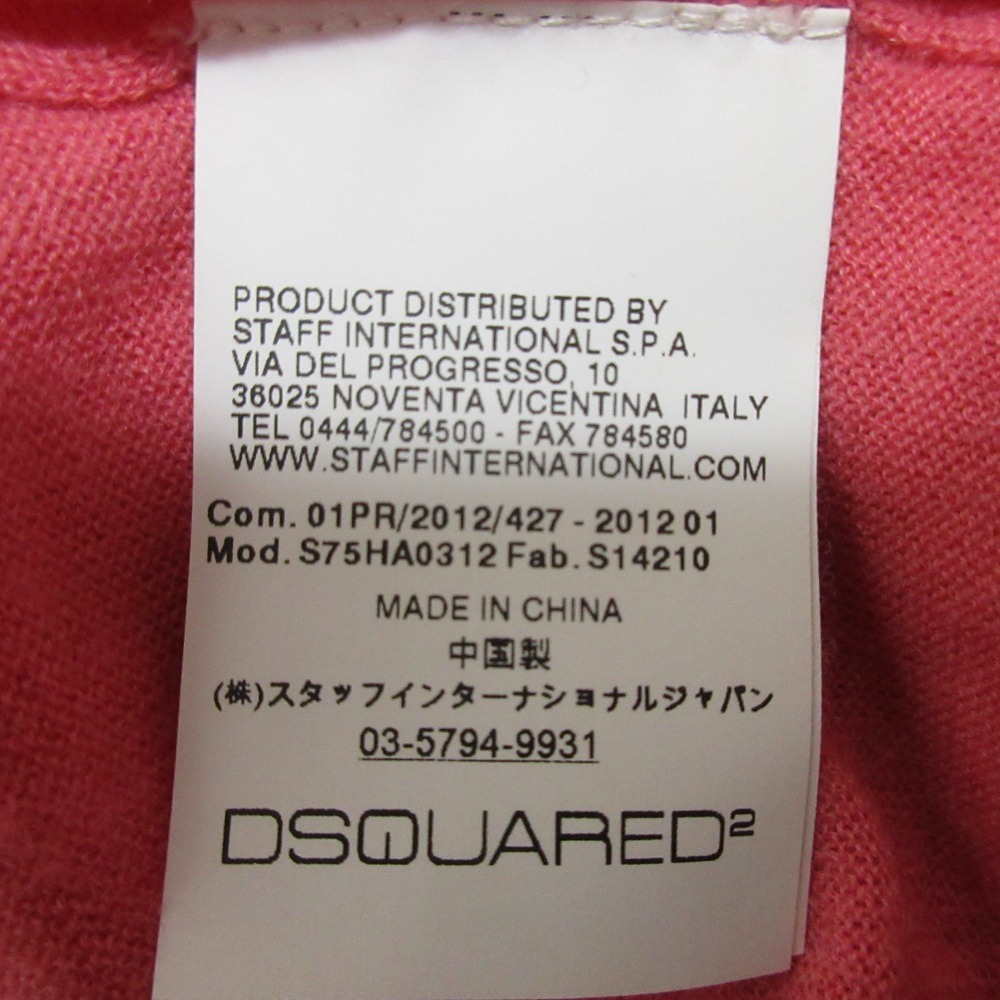 PRODUCT DISTRIBUTED BY
STAFF INTERNATIONAL S.P.A.
VIA DEL PROGRESSO, 10
36025 NOVENTA VICENTINA ITALY
TEL 0444/784500 - FAX 784580
WWW.STAFFINTERNATIONAL.COM
Com. 01PR/2012/427 - 2012 01
Mod. S75HA0312 Fab. S14210
MADE IN CHINA
中国製
(株)スタッフインターナショナルジャパン
03-5794-9931
DSQUARED²